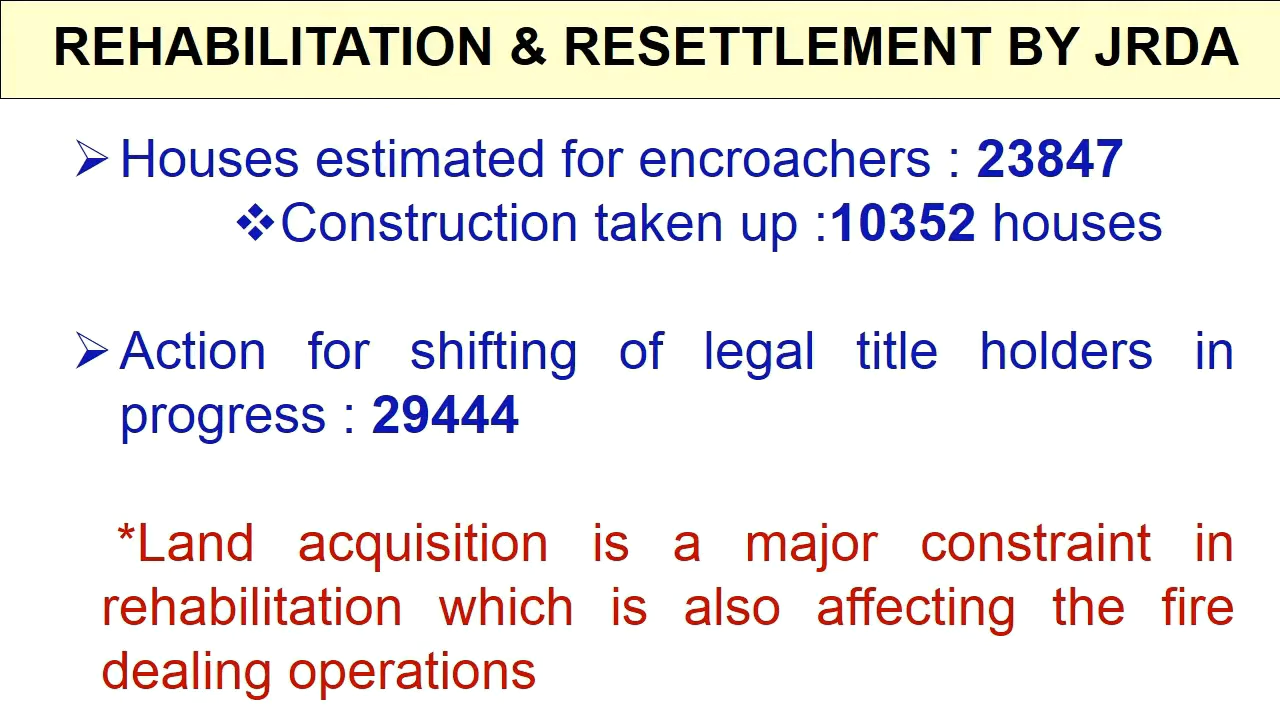 REHABILITATION & RESETTLEMENT BY JRDA
➢ Houses estimated for encroachers : 23847
❖Construction taken up :10352 houses
➢ Action for shifting of legal title holders in
progress : 29444
*Land acquisition is a major constraint in
rehabilitation which is also affecting the fire
dealing operations